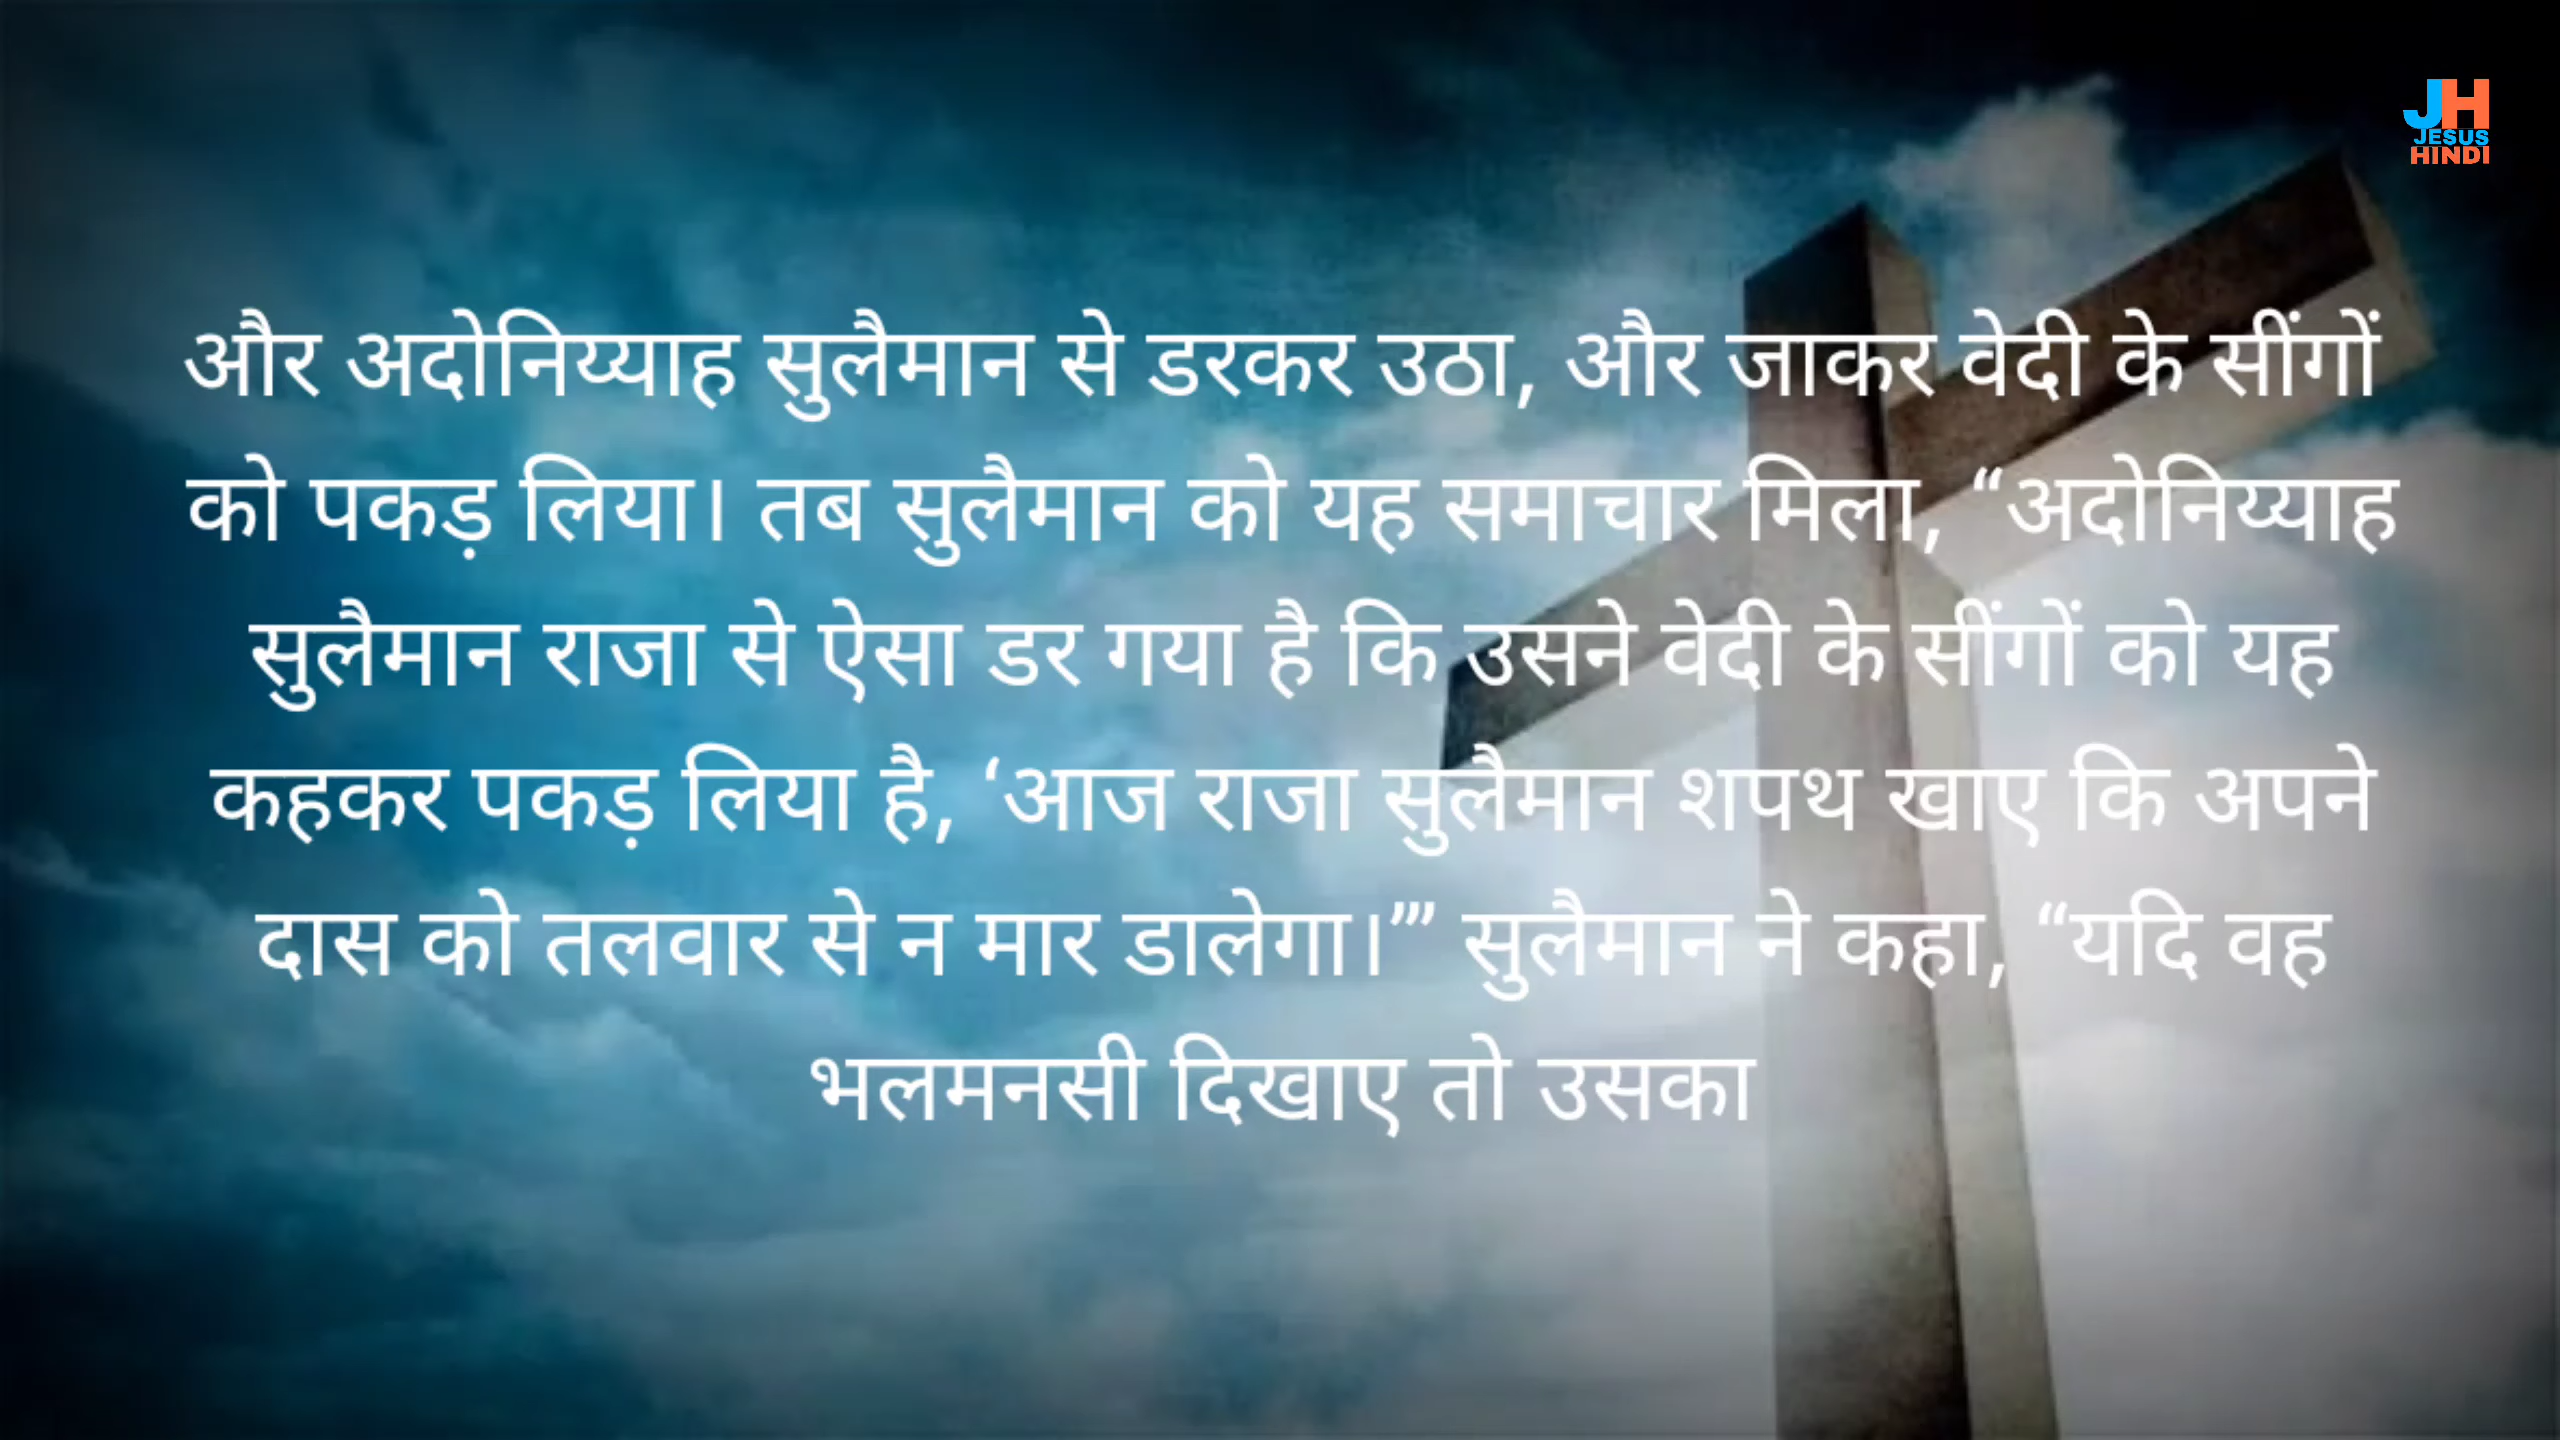 JH
JESUS
HINDI
और अदोनिय्याह सुलैमान से डरकर उठा, और जाकर वेदी के सींगों
को पकड़ लिया। तब सुलैमान को यह समाचार मिला, “अदोनिय्याह
सुलैमान राजा से ऐसा डर गया है कि उसने वेदी के सींगों को यह
कहकर पकड़ लिया है, ‘आज राजा सुलैमान शपथ खाए कि अपने
दास को तलवार से न मार डालेगा।’” सुलैमान ने कहा, “यदि वह
भलमनसी दिखाए तो उसका